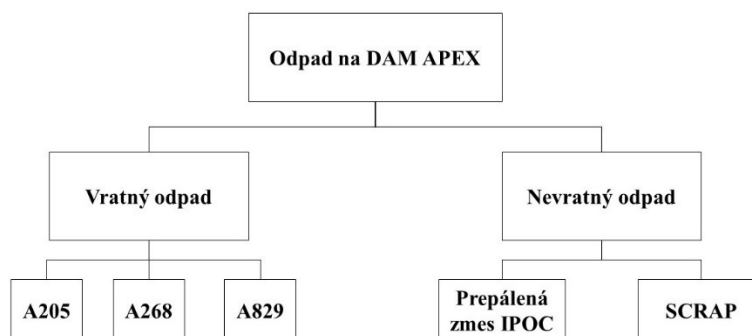 Odpad na DAM APEX
Vratný odpad
Nevratný odpad
A205
A268
A829
Prepálená
zmes IPOC
SCRAP